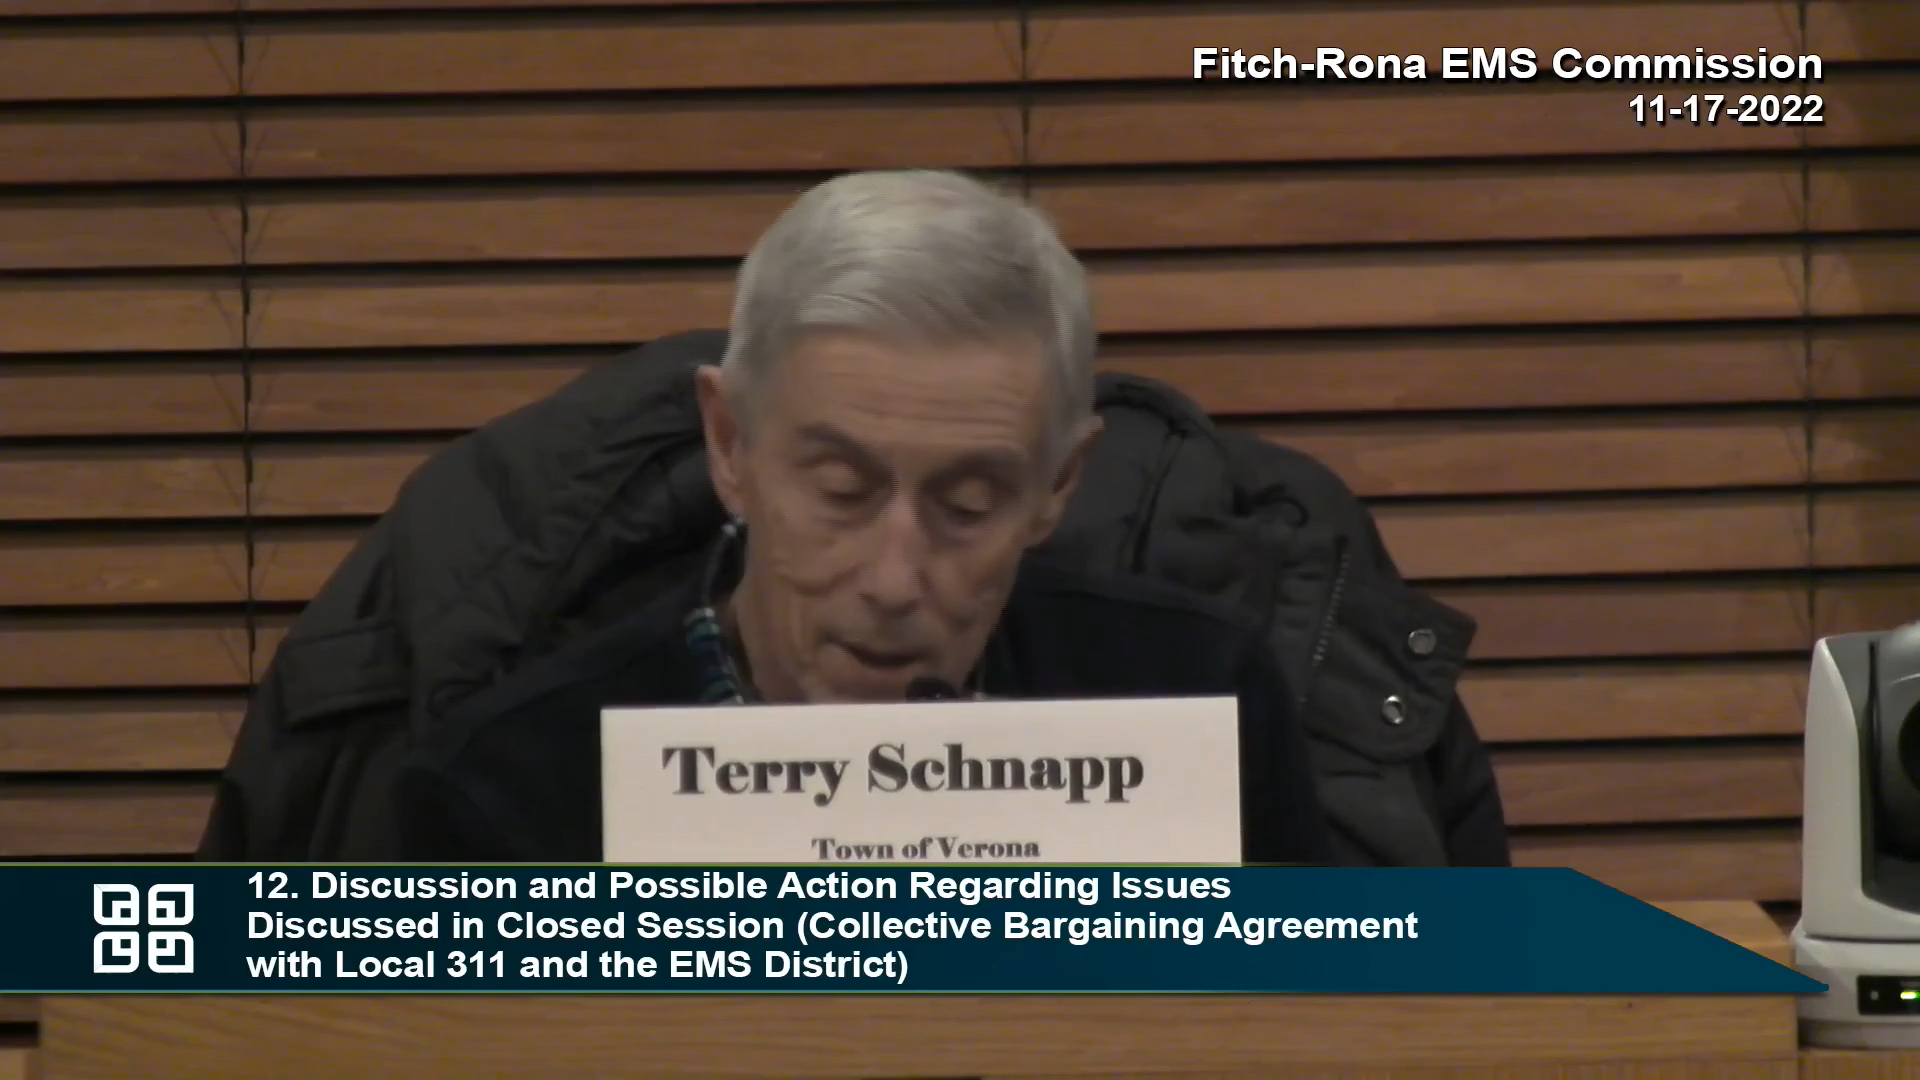 Fitch-Rona EMS Commission
11-17-2022
Terry Schnapp
Town of Verona
12. Discussion and Possible Action Regarding Issues
Discussed in Closed Session (Collective Bargaining Agreement
with Local 311 and the EMS District)